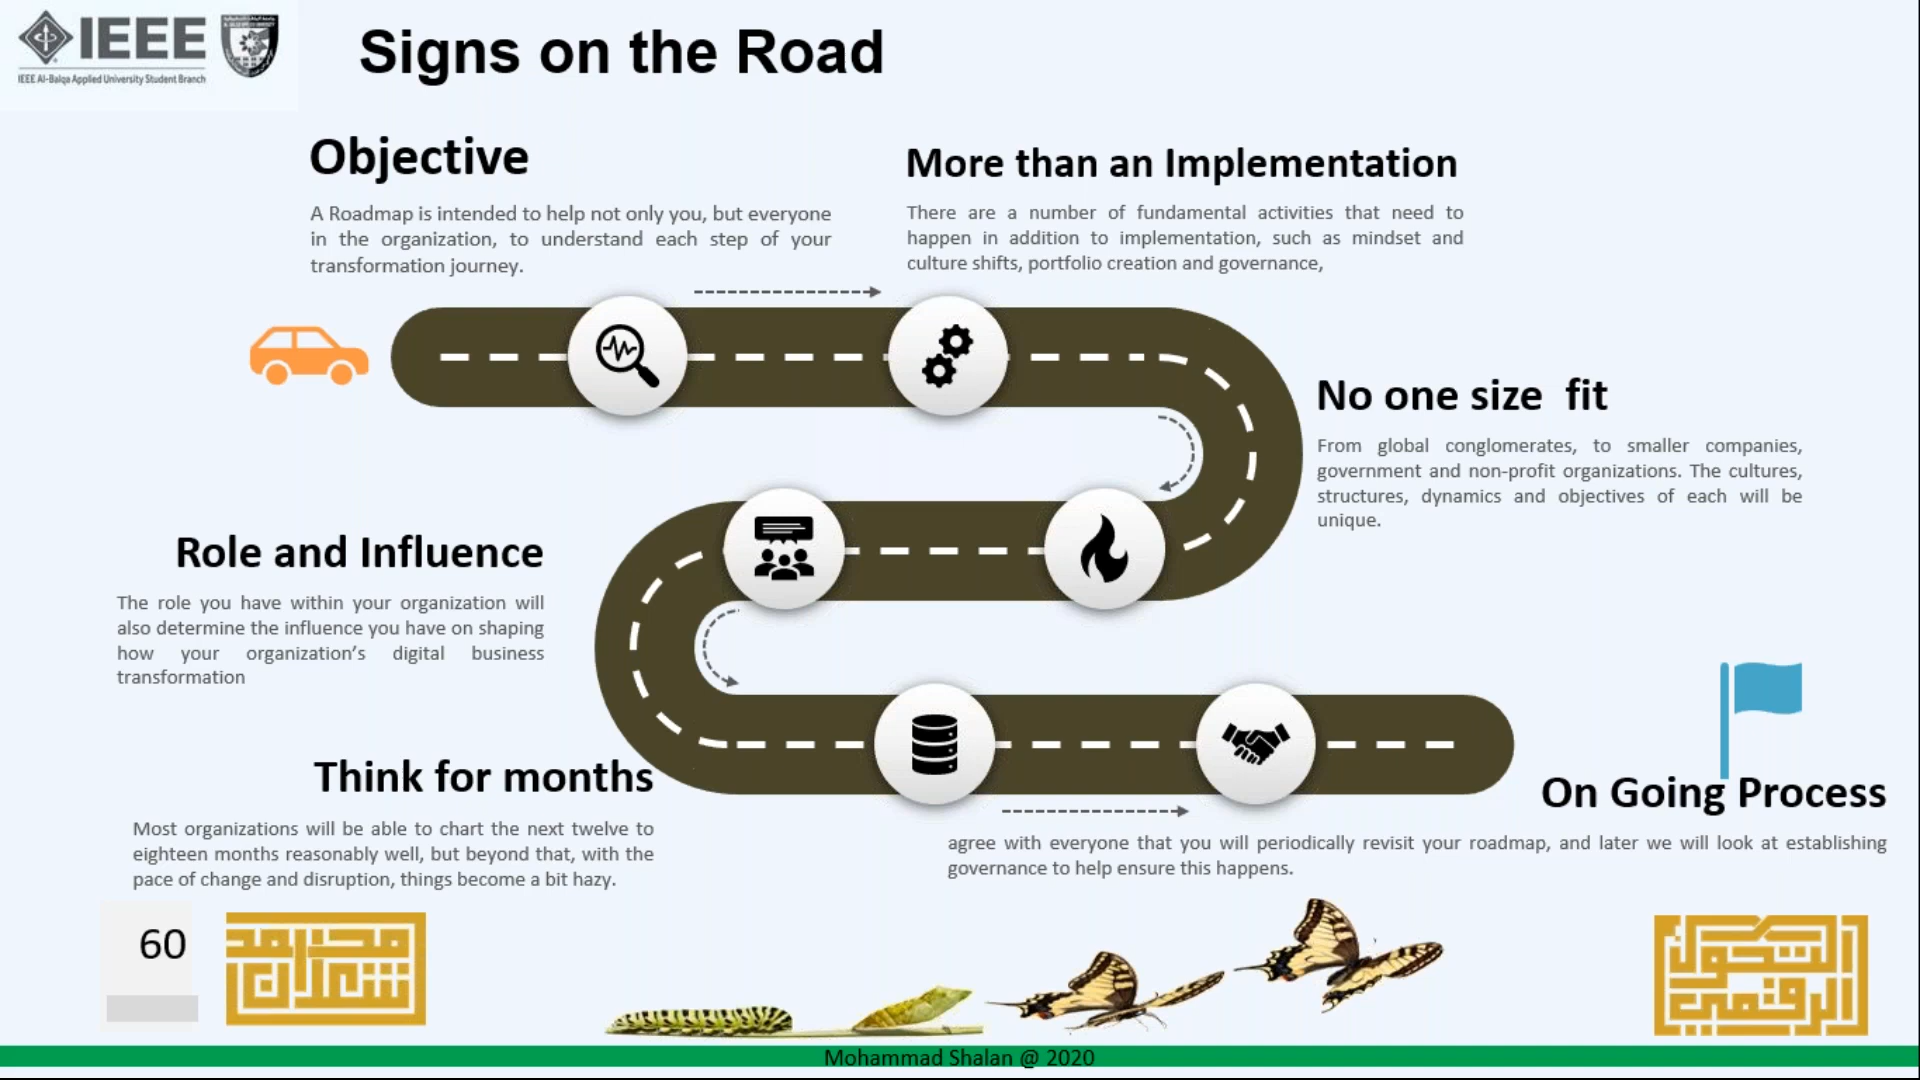 IEEE
IEEE Al-Balqa Applied University Student Branch
Signs on the Road
Objective
A Roadmap is intended to help not only you, but everyone
in the organization, to understand each step of your
transformation journey.
More than an Implementation
There are a number of fundamental activities that need to
happen in addition to implementation, such as mindset and
culture shifts, portfolio creation and governance,
No one size  fit
From global conglomerates, to smaller companies,
government and non-profit organizations. The cultures,
structures, dynamics and objectives of each will be
unique.
Role and Influence
The role you have within your organization will
also determine the influence you have on shaping
how your organization’s digital business
transformation
Think for months
Most organizations will be able to chart the next twelve to
eighteen months reasonably well, but beyond that, with the
pace of change and disruption, things become a bit hazy.
On Going Process
agree with everyone that you will periodically revisit your roadmap, and later we will look at establishing
governance to help ensure this happens.
60
محمد
شعلان
التحول
الرقمي
Mohammad Shalan @ 2020